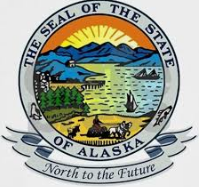 THE SEAL OF THE STATE
OF ALASKA
North to the Future